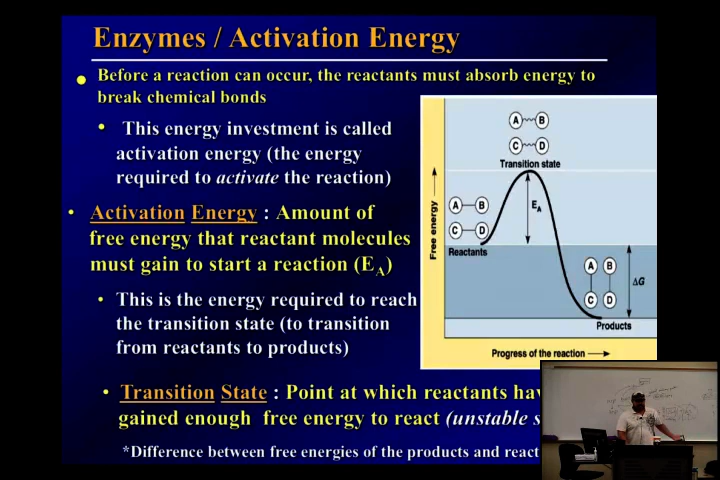 Enzymes / Activation Energy
• Before a reaction can occur, the reactants must absorb energy to
break chemical bonds
• This energy investment is called
activation energy (the energy
required to activate the reaction)
• Activation Energy : Amount of
free energy that reactant molecules
must gain to start a reaction (EA)
• This is the energy required to reach
the transition state (to transition
from reactants to products)
• Transition State : Point at which reactants
gained enough free energy to react (unstable
*Difference between free energies of the products and
A B
C D
Transition state
A B
C D
Reactants
EA
Free energy
A B
C D
ΔG
Products
Progress of the reaction